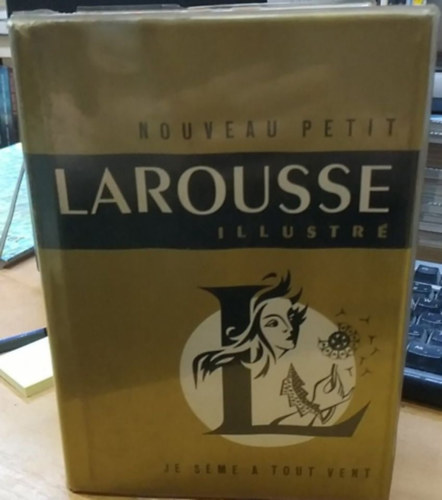 NOUVEAU PETIT
LAROUSSE
ILLUSTRÉ
L
JE SÈME À TOUT VENT